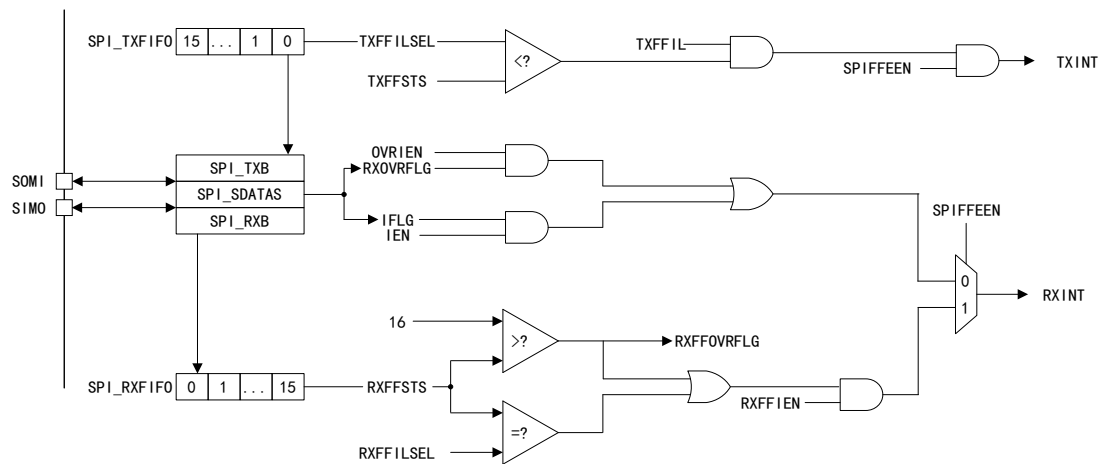 SPI_TXFIFO 15 ... 1 0 TXFFILSEL
TXFFSTS
<?
TXFFIL
SPIFFEEN
TXINT
SOMI
SIMO
SPI_TXB
SPI_SDATAS
SPI_RXB
OVRIEN
RXOVRFLG
IFLG
IEN
SPIFFEEN
0
1
RXINT
16
>?
RXFFOVRFLG
SPI_RXFIFO 0 1 ... 15 RXFFSTS
RXFFIEN
=?
RXFFILSEL